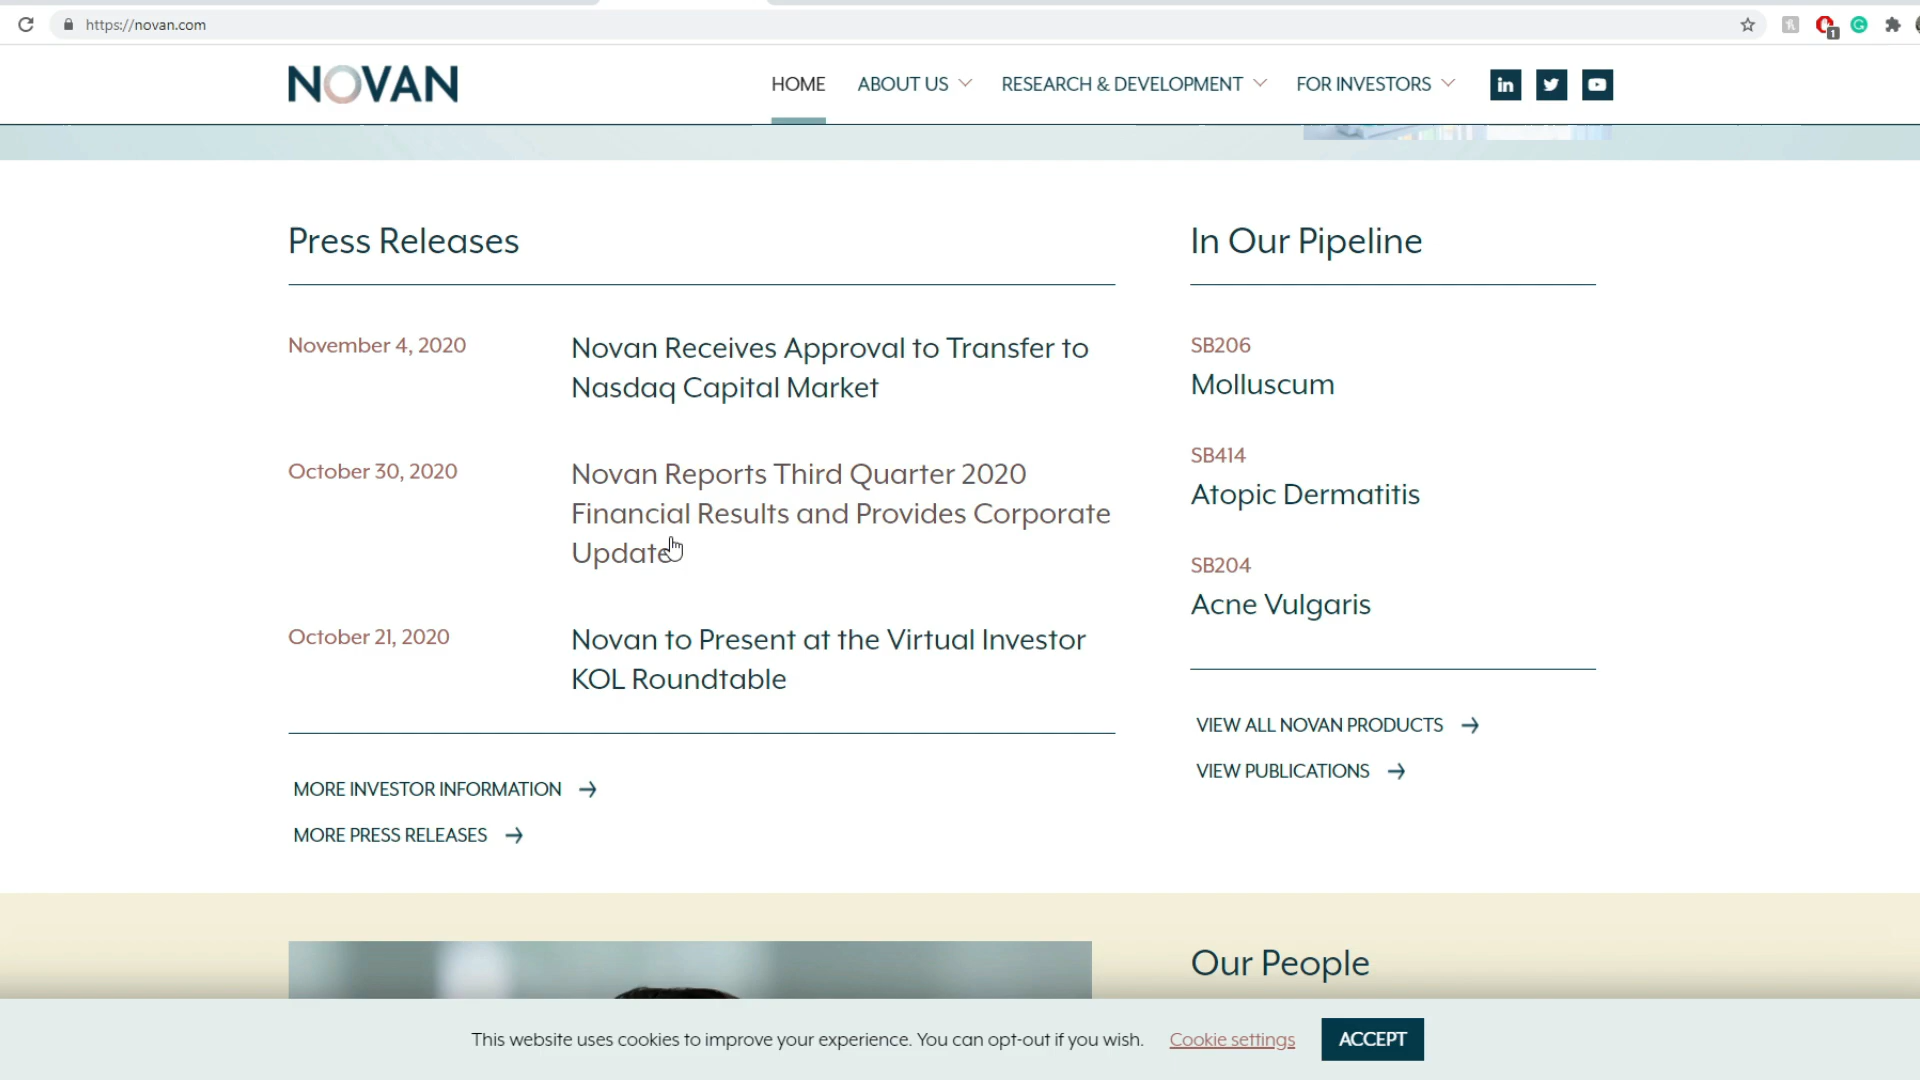 https://novan.com
1
NOVAN
HOME
ABOUT US
RESEARCH & DEVELOPMENT
FOR INVESTORS
in
Press Releases
November 4, 2020
Novan Receives Approval to Transfer to
Nasdaq Capital Market
October 30, 2020
Novan Reports Third Quarter 2020
Financial Results and Provides Corporate
Update
October 21, 2020
Novan to Present at the Virtual Investor
KOL Roundtable
MORE INVESTOR INFORMATION
MORE PRESS RELEASES
In Our Pipeline
SB206
Molluscum
SB414
Atopic Dermatitis
SB204
Acne Vulgaris
VIEW ALL NOVAN PRODUCTS
VIEW PUBLICATIONS
Our People
This website uses cookies to improve your experience. You can opt-out if you wish.
Cookie settings
ACCEPT